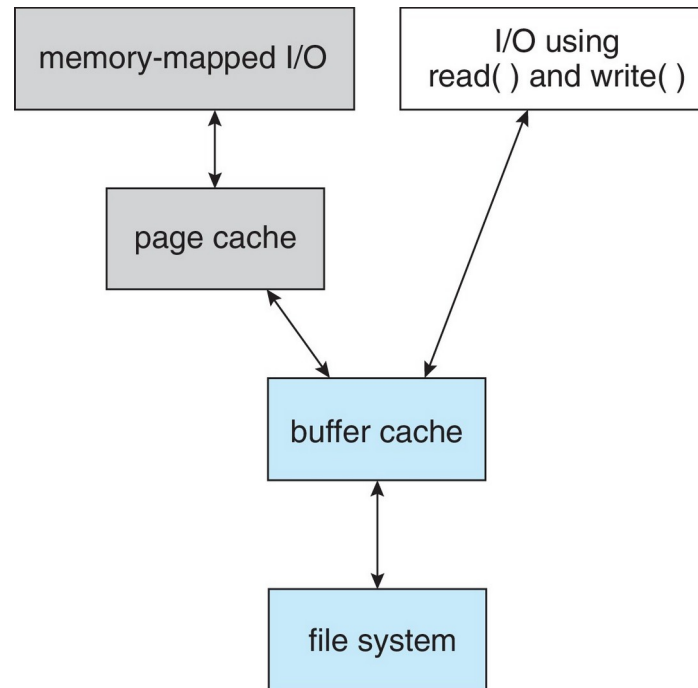 memory-mapped I/O
I/O using
read( ) and write( )
page cache
buffer cache
file system